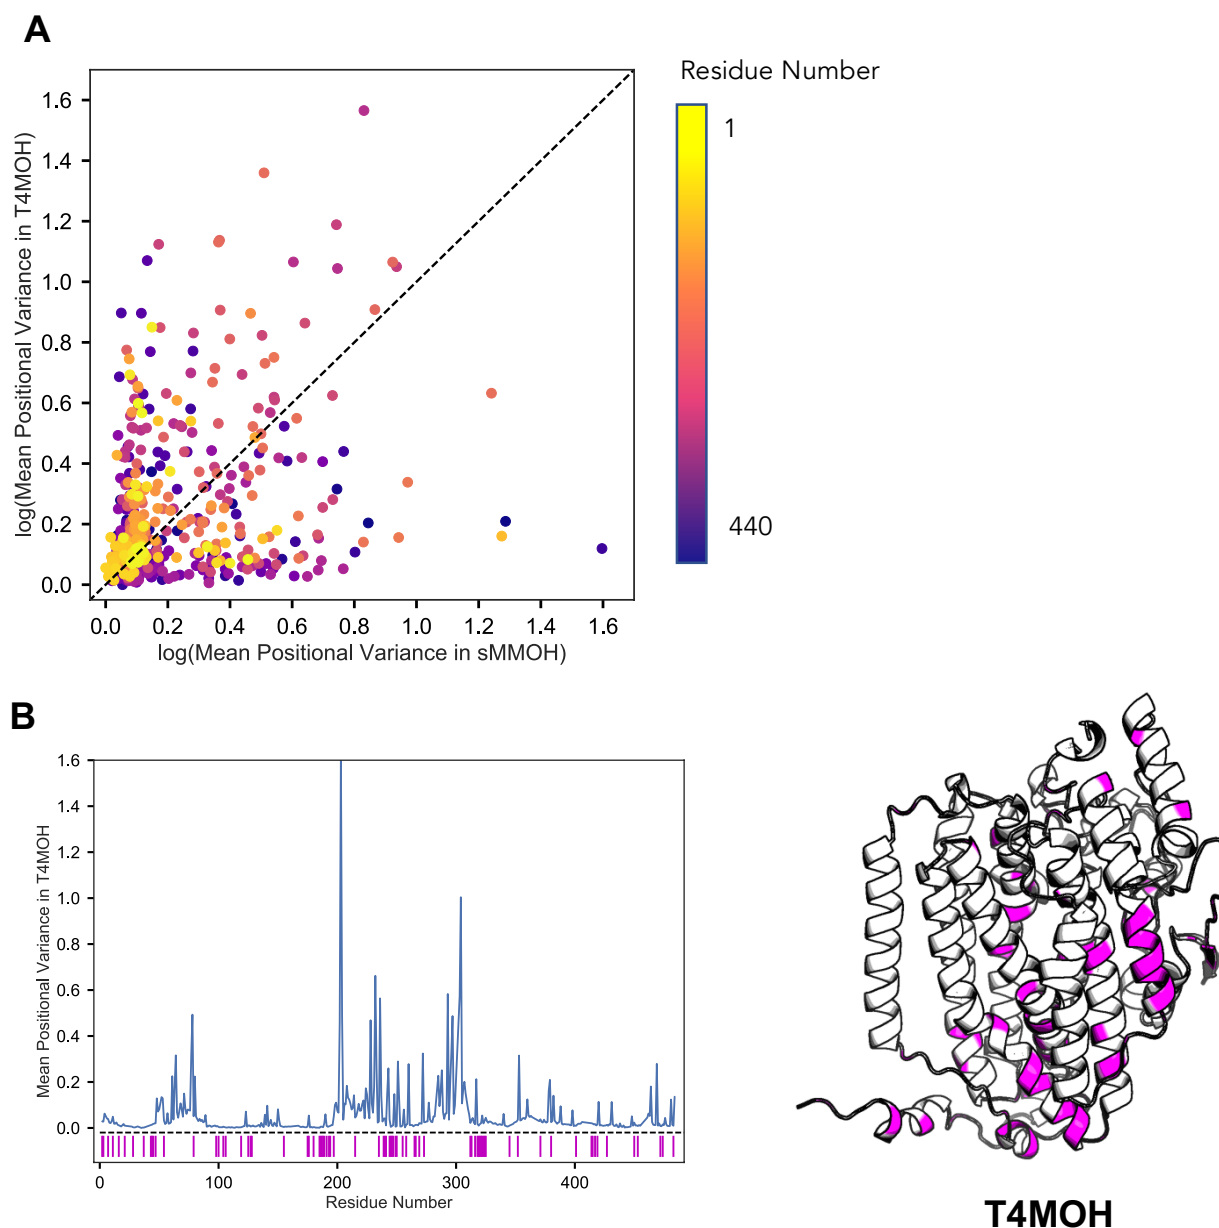 A
Residue Number
1
440
log(Mean Positional Variance in T4MOH)
1.6
1.4
1.2
1.0
0.8
0.6
0.4
0.2
0.0
0.0 0.2 0.4 0.6 0.8 1.0 1.2 1.4 1.6
log(Mean Positional Variance in sMMOH)
B
Mean Positional Variance in T4MOH
1.6
1.4
1.2
1.0
0.8
0.6
0.4
0.2
0.0
0 100 200 300 400
Residue Number
T4MOH